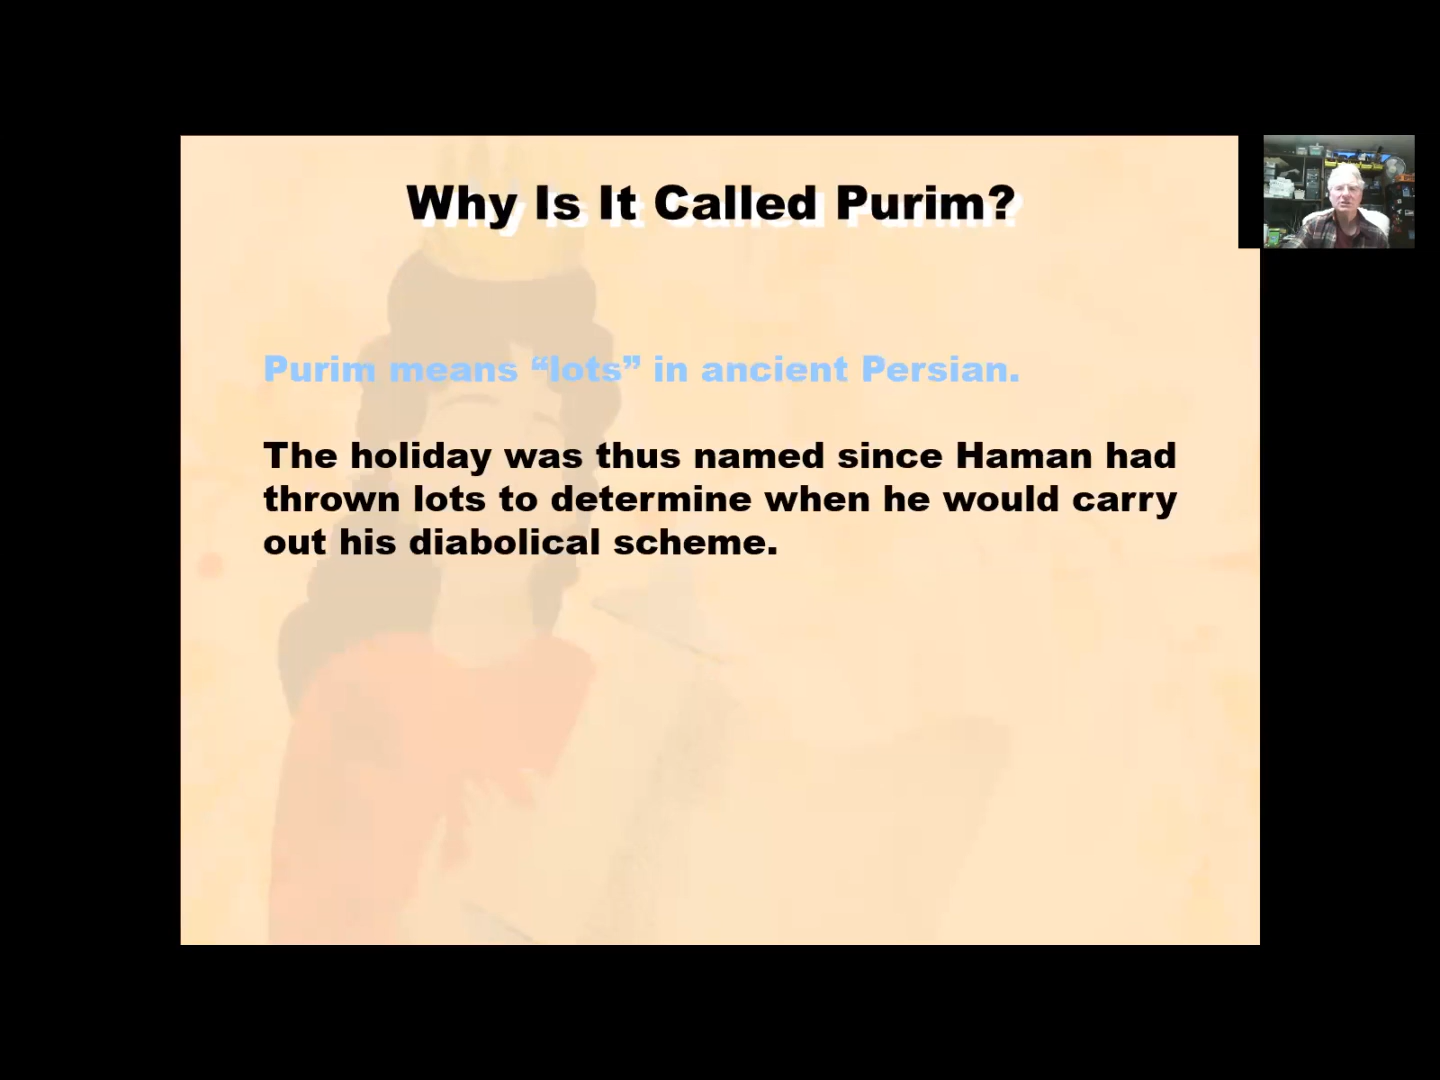 Why Is It Called Purim?
Purim means “lots” in ancient Persian.
The holiday was thus named since Haman had
thrown lots to determine when he would carry
out his diabolical scheme.